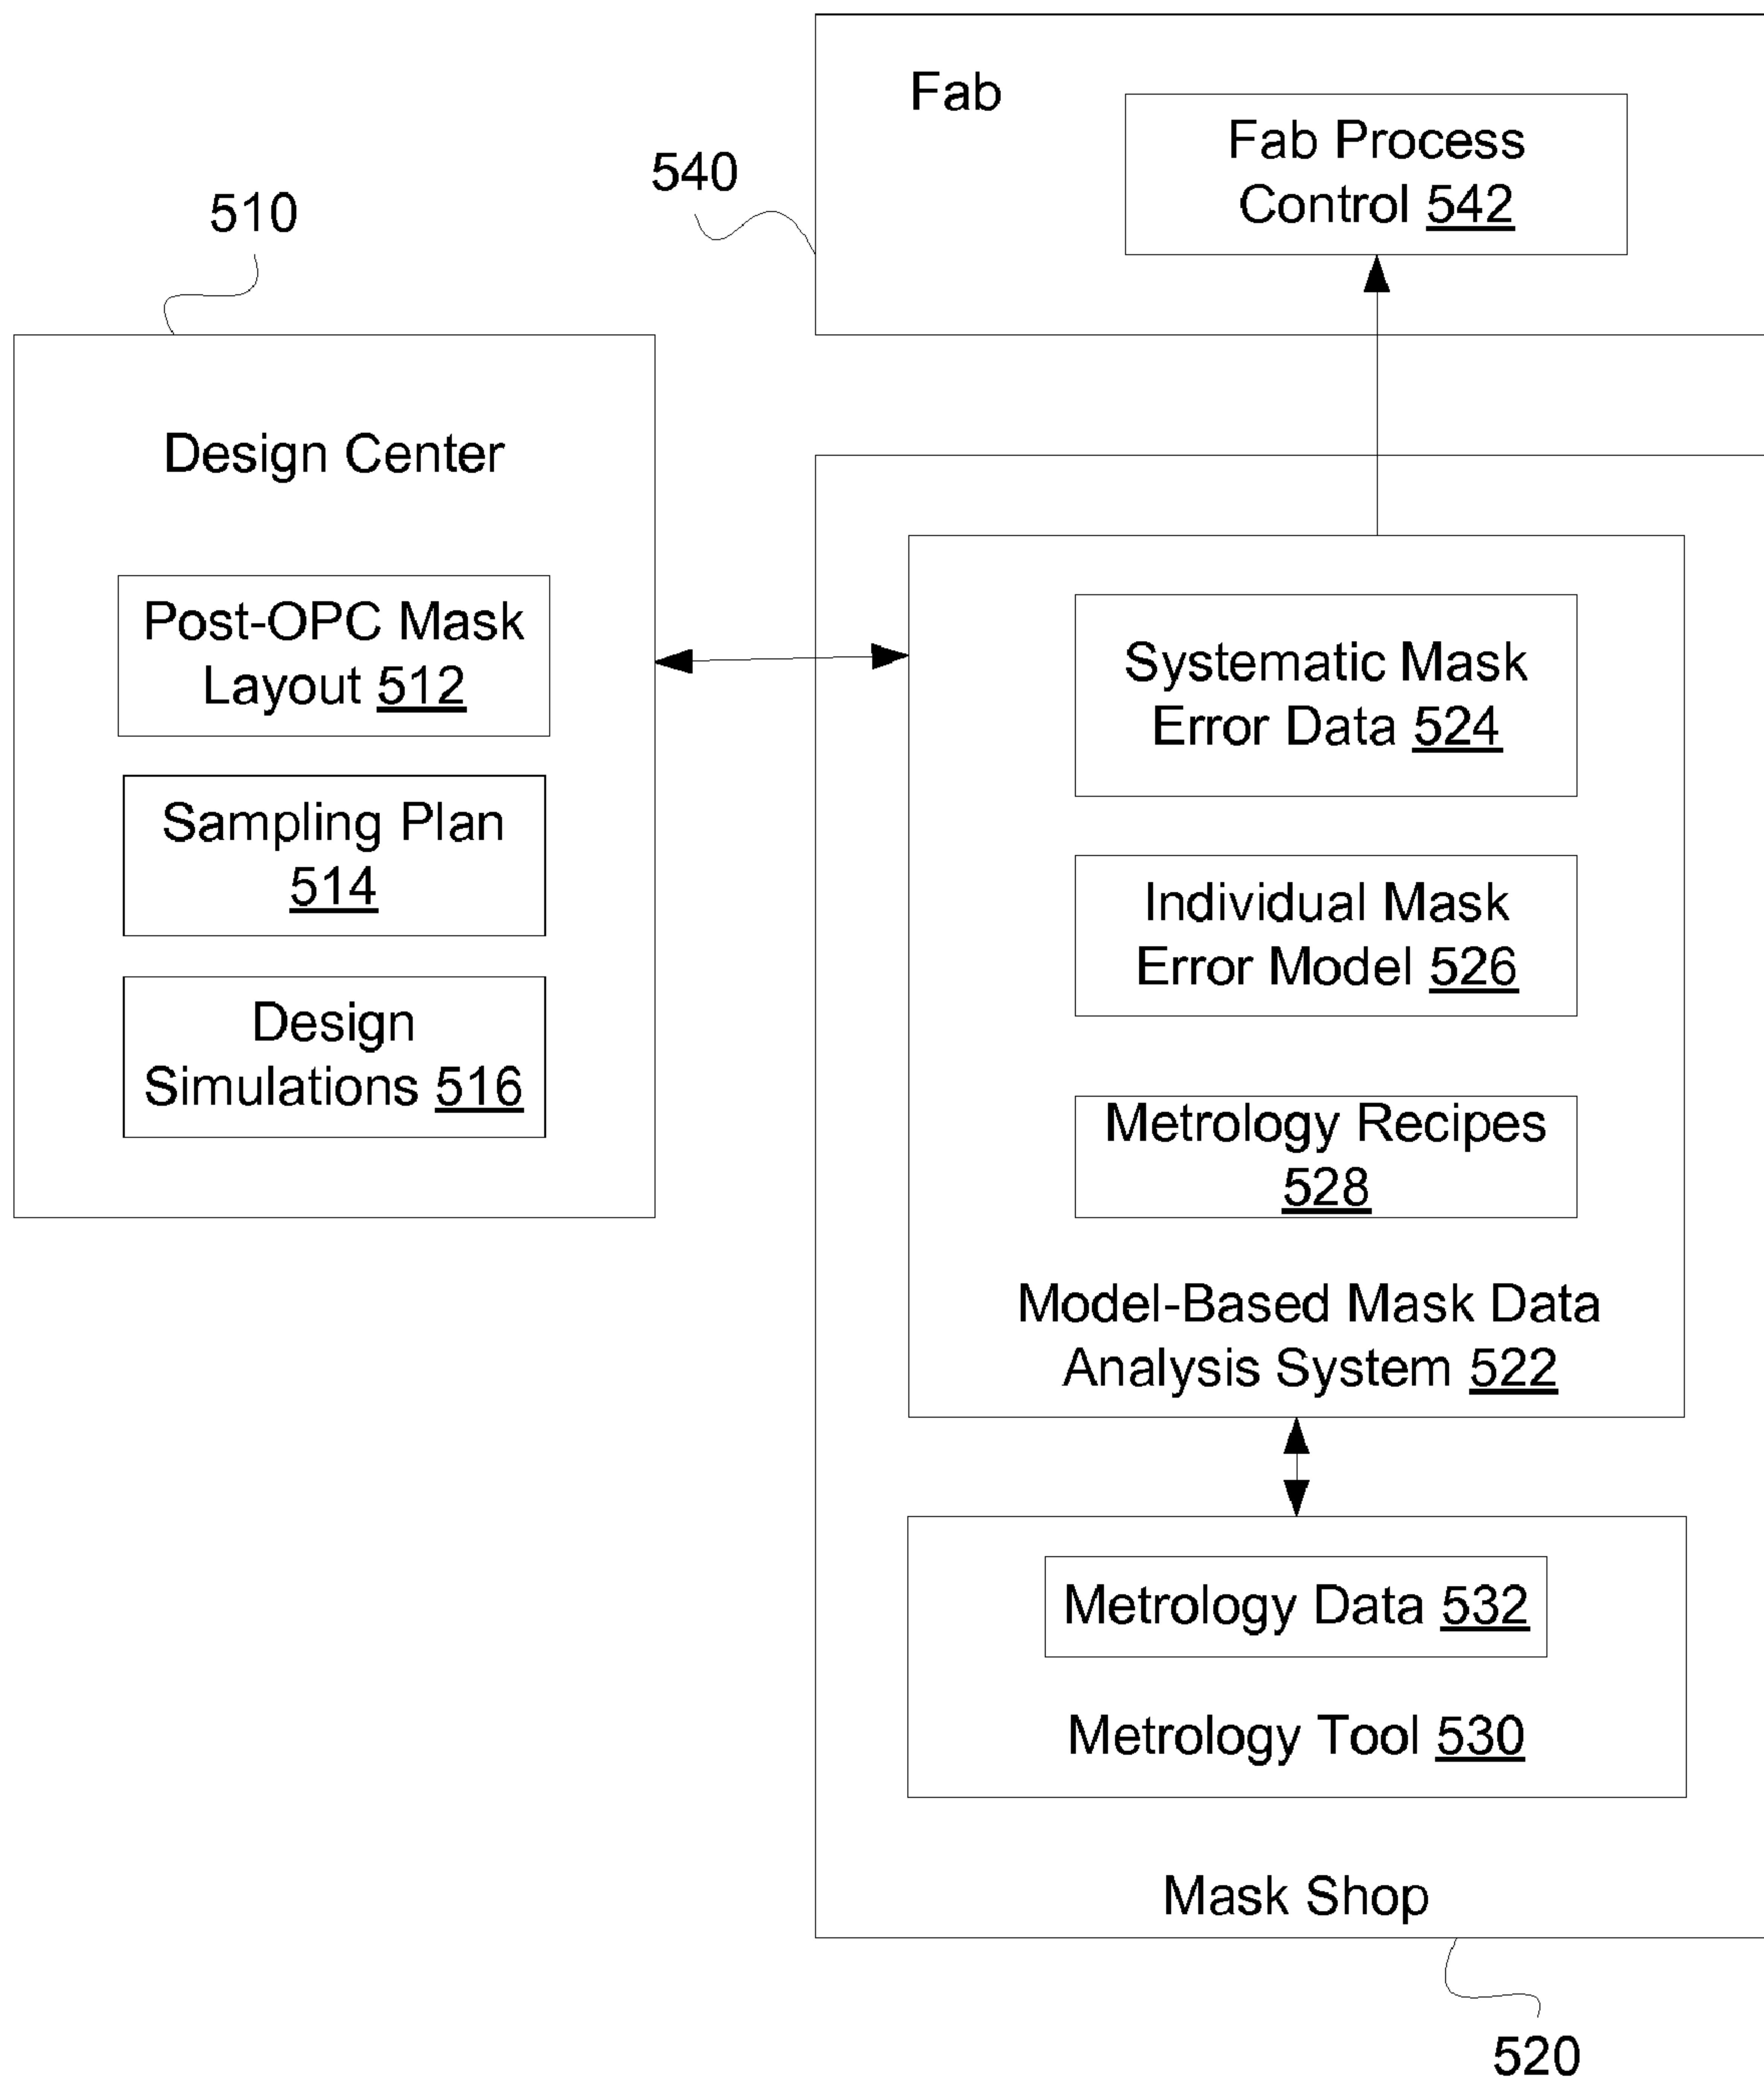 Fab
Fab Process
Control 542
540
510
Design Center
Post-OPC Mask
Layout 512
Sampling Plan
514
Design
Simulations 516
Systematic Mask
Error Data 524
Individual Mask
Error Model 526
Metrology Recipes
528
Model-Based Mask Data
Analysis System 522
Metrology Data 532
Metrology Tool 530
Mask Shop
520